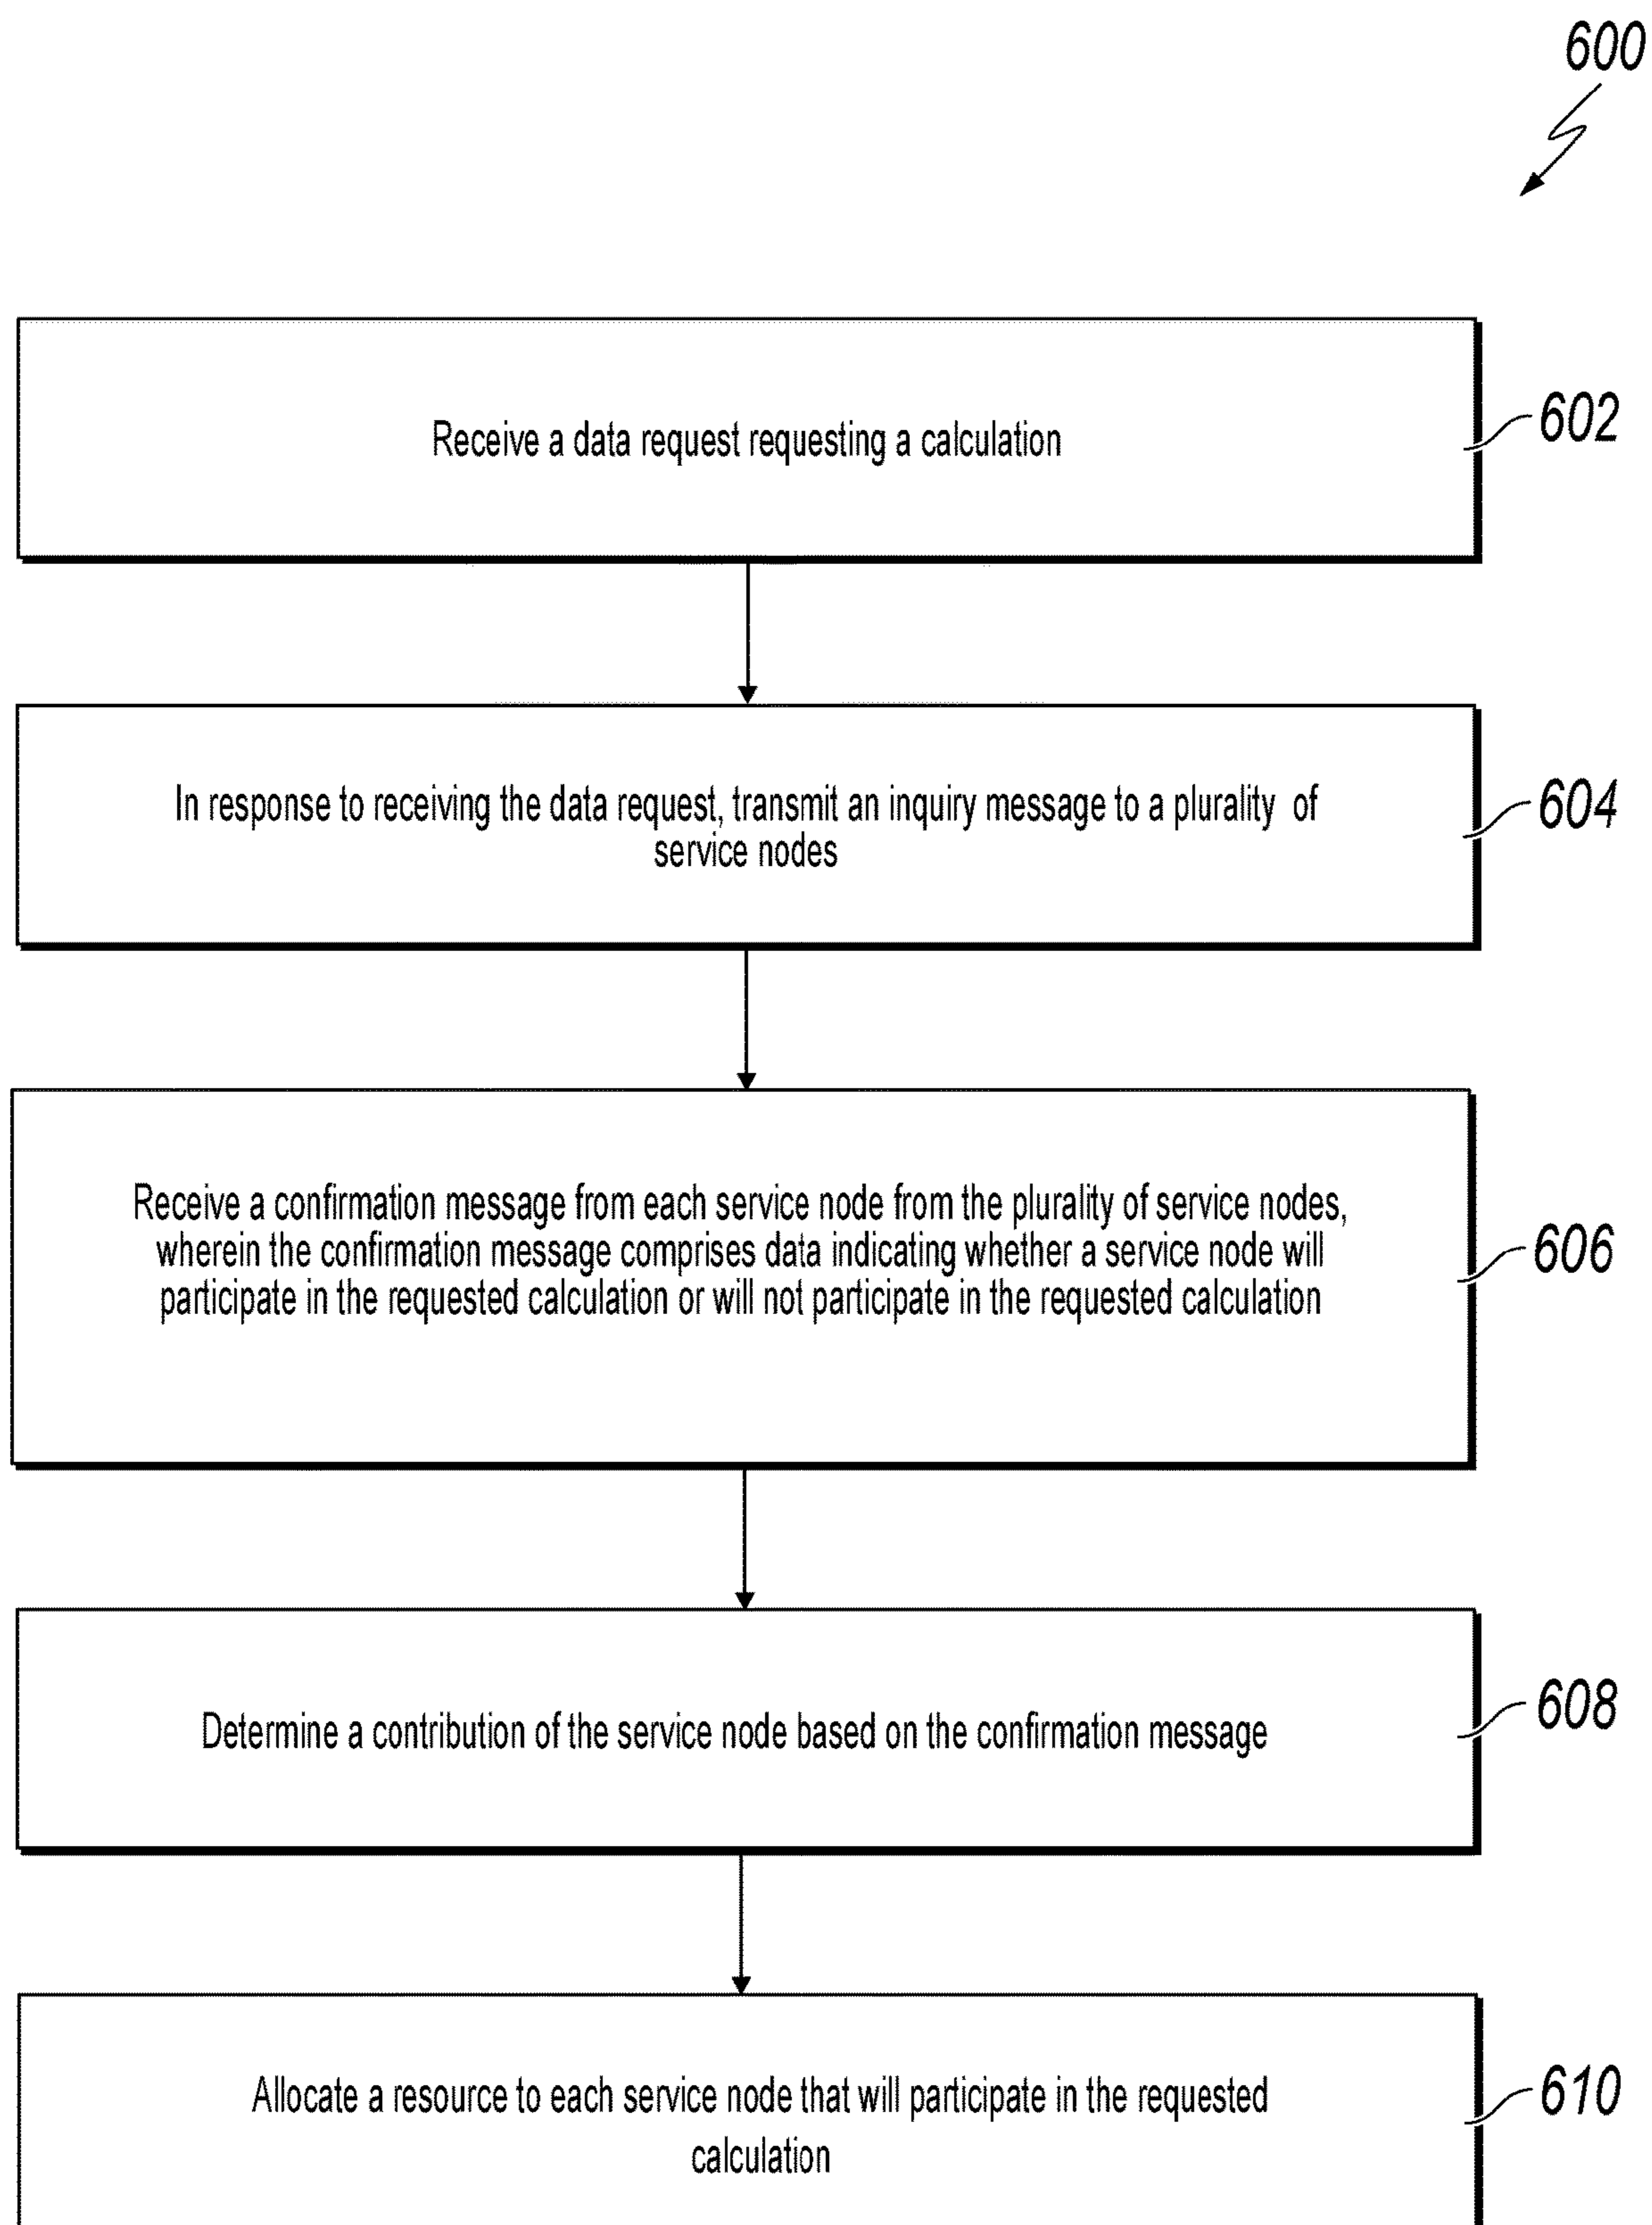 600
Receive a data request requesting a calculation
602
In response to receiving the data request, transmit an inquiry message to a plurality of
service nodes
604
Receive a confirmation message from each service node from the plurality of service nodes,
wherein the confirmation message comprises data indicating whether a service node will
participate in the requested calculation or will not participate in the requested calculation
606
Determine a contribution of the service node based on the confirmation message
608
Allocate a resource to each service node that will participate in the requested
calculation
610